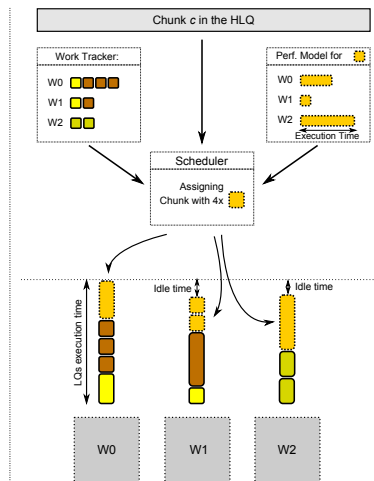 Chunk c in the HLQ
Work Tracker:
W0
W1
W2
Perf. Model for
W0
W1
W2
Execution Time
Scheduler
Assigning
Chunk with 4x
Idle time
Idle time
LQs execution time
W0
W1
W2